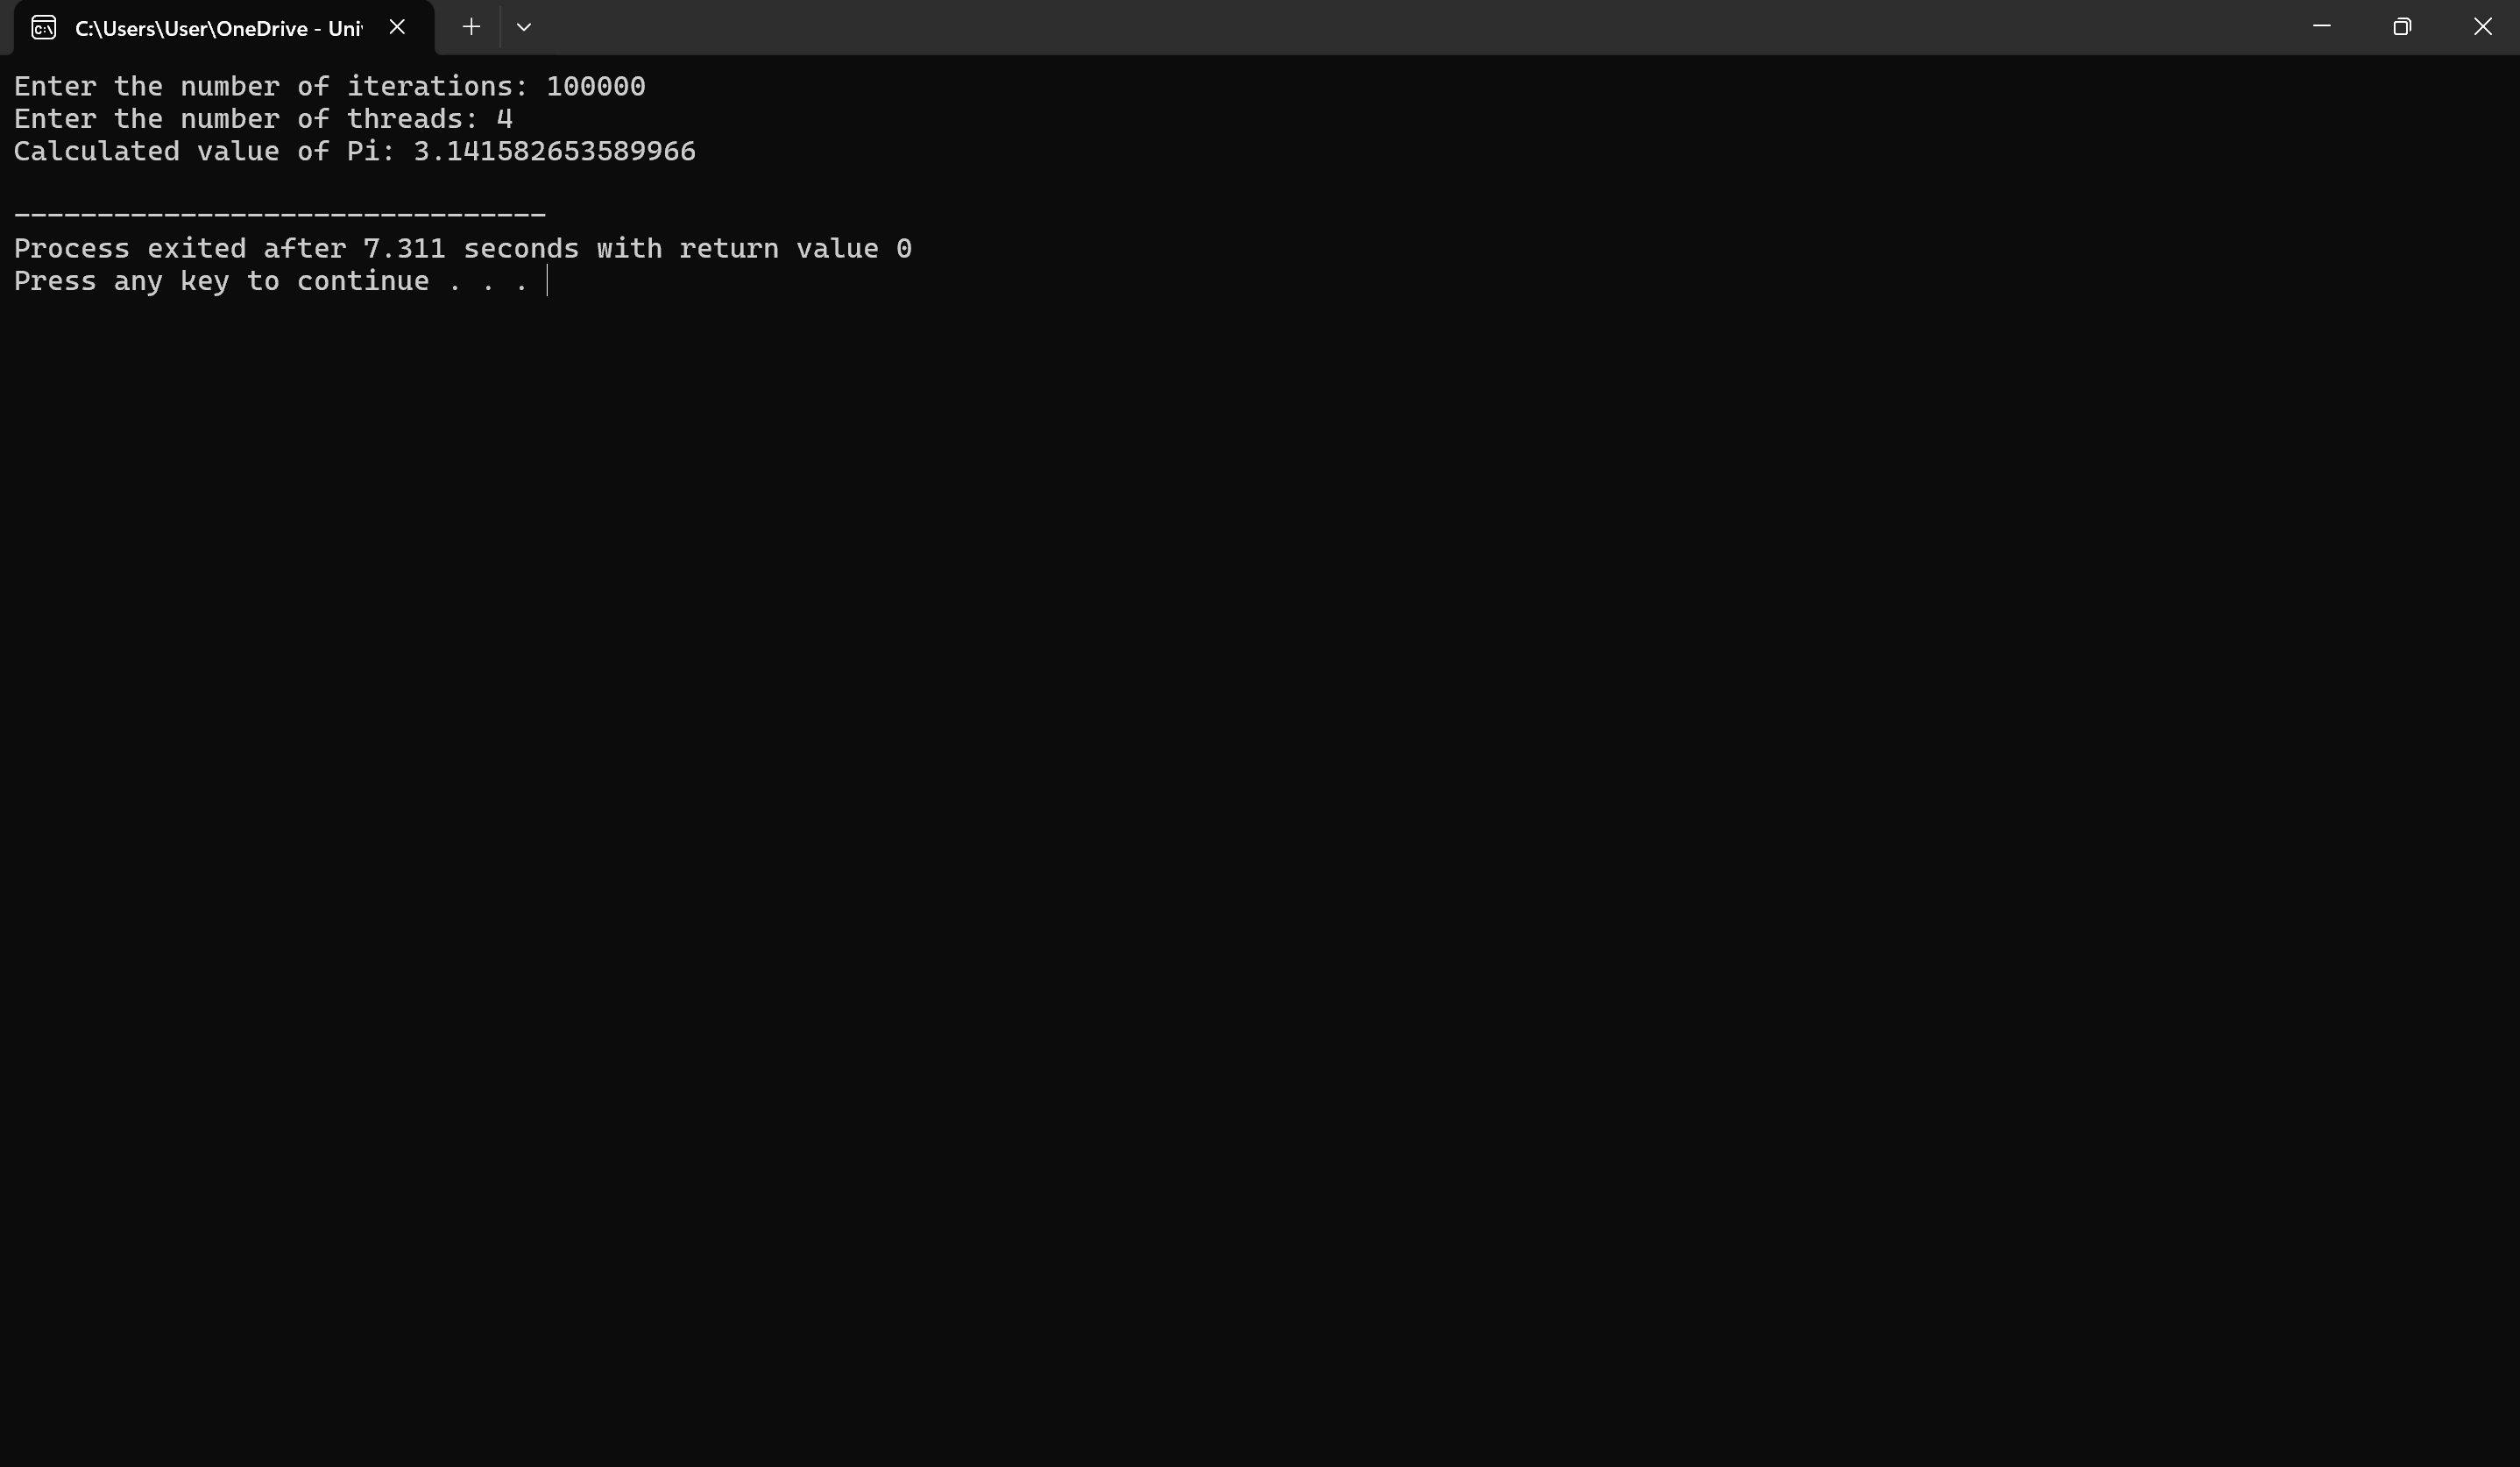 C:\Users\User\OneDrive - Uni
Enter the number of iterations: 100000
Enter the number of threads: 4
Calculated value of Pi: 3.141582653589966
--------------------------------
Process exited after 7.311 seconds with return value 0
Press any key to continue . . .